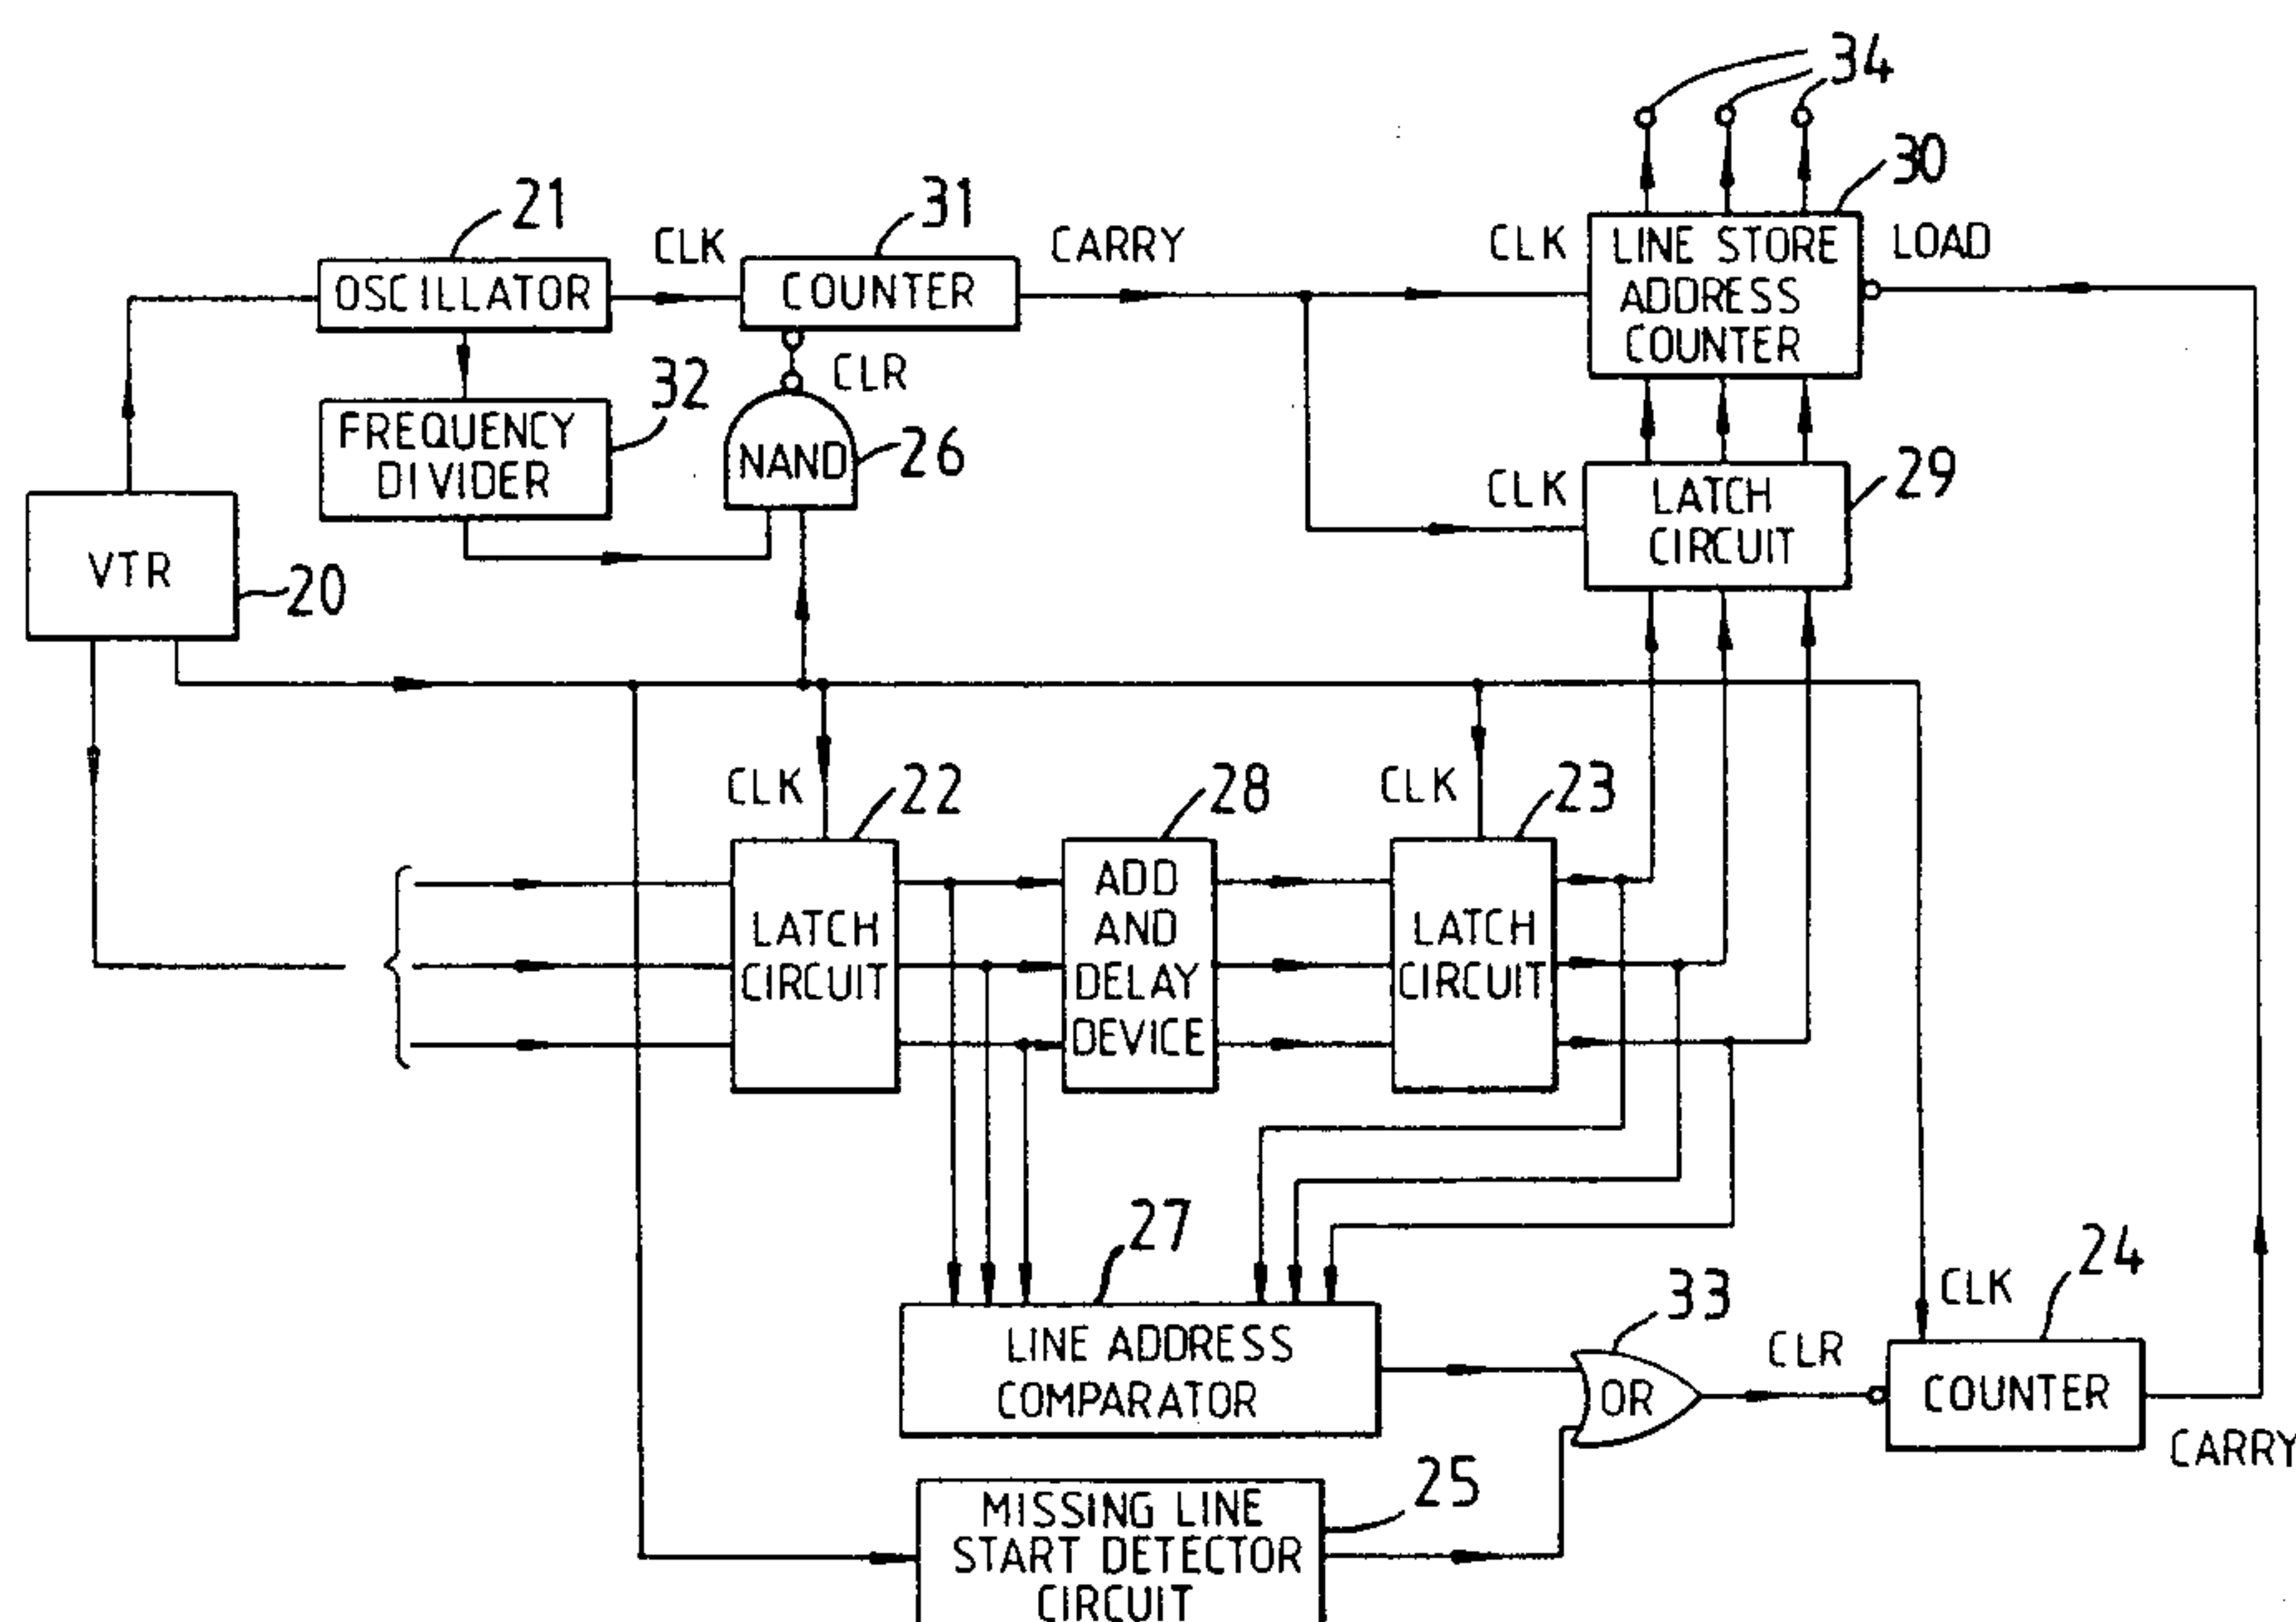 34
30
21
31
CLK
CARRY
CLK
LINE STORE
ADDRESS
COUNTER
LOAD
OSCILLATOR
COUNTER
32
CLR
FREQUENCY
DIVIDER
NAND
26
CLK
LATCH
CIRCUIT
29
VTR
20
CLK
22
28
CLK
23
LATCH
CIRCUIT
ADD
AND
DELAY
DEVICE
LATCH
CIRCUIT
27
24
CLK
33
LINE ADDRESS
COMPARATOR
OR
CLR
COUNTER
CARRY
25
MISSING LINE
START DETECTOR
CIRCUIT